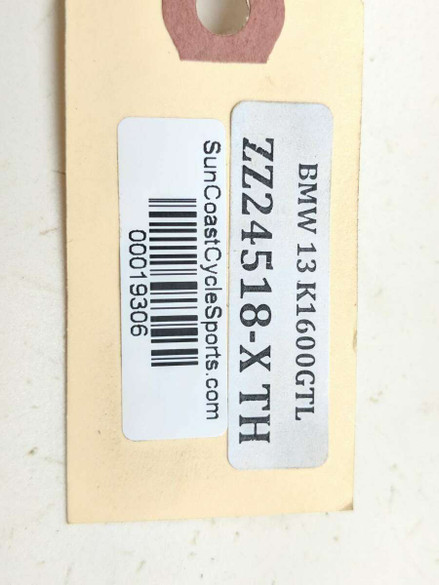 BMW 13 K1600GTL
ZZ24518-X TH
SunCoastCycleSports.com
00019306